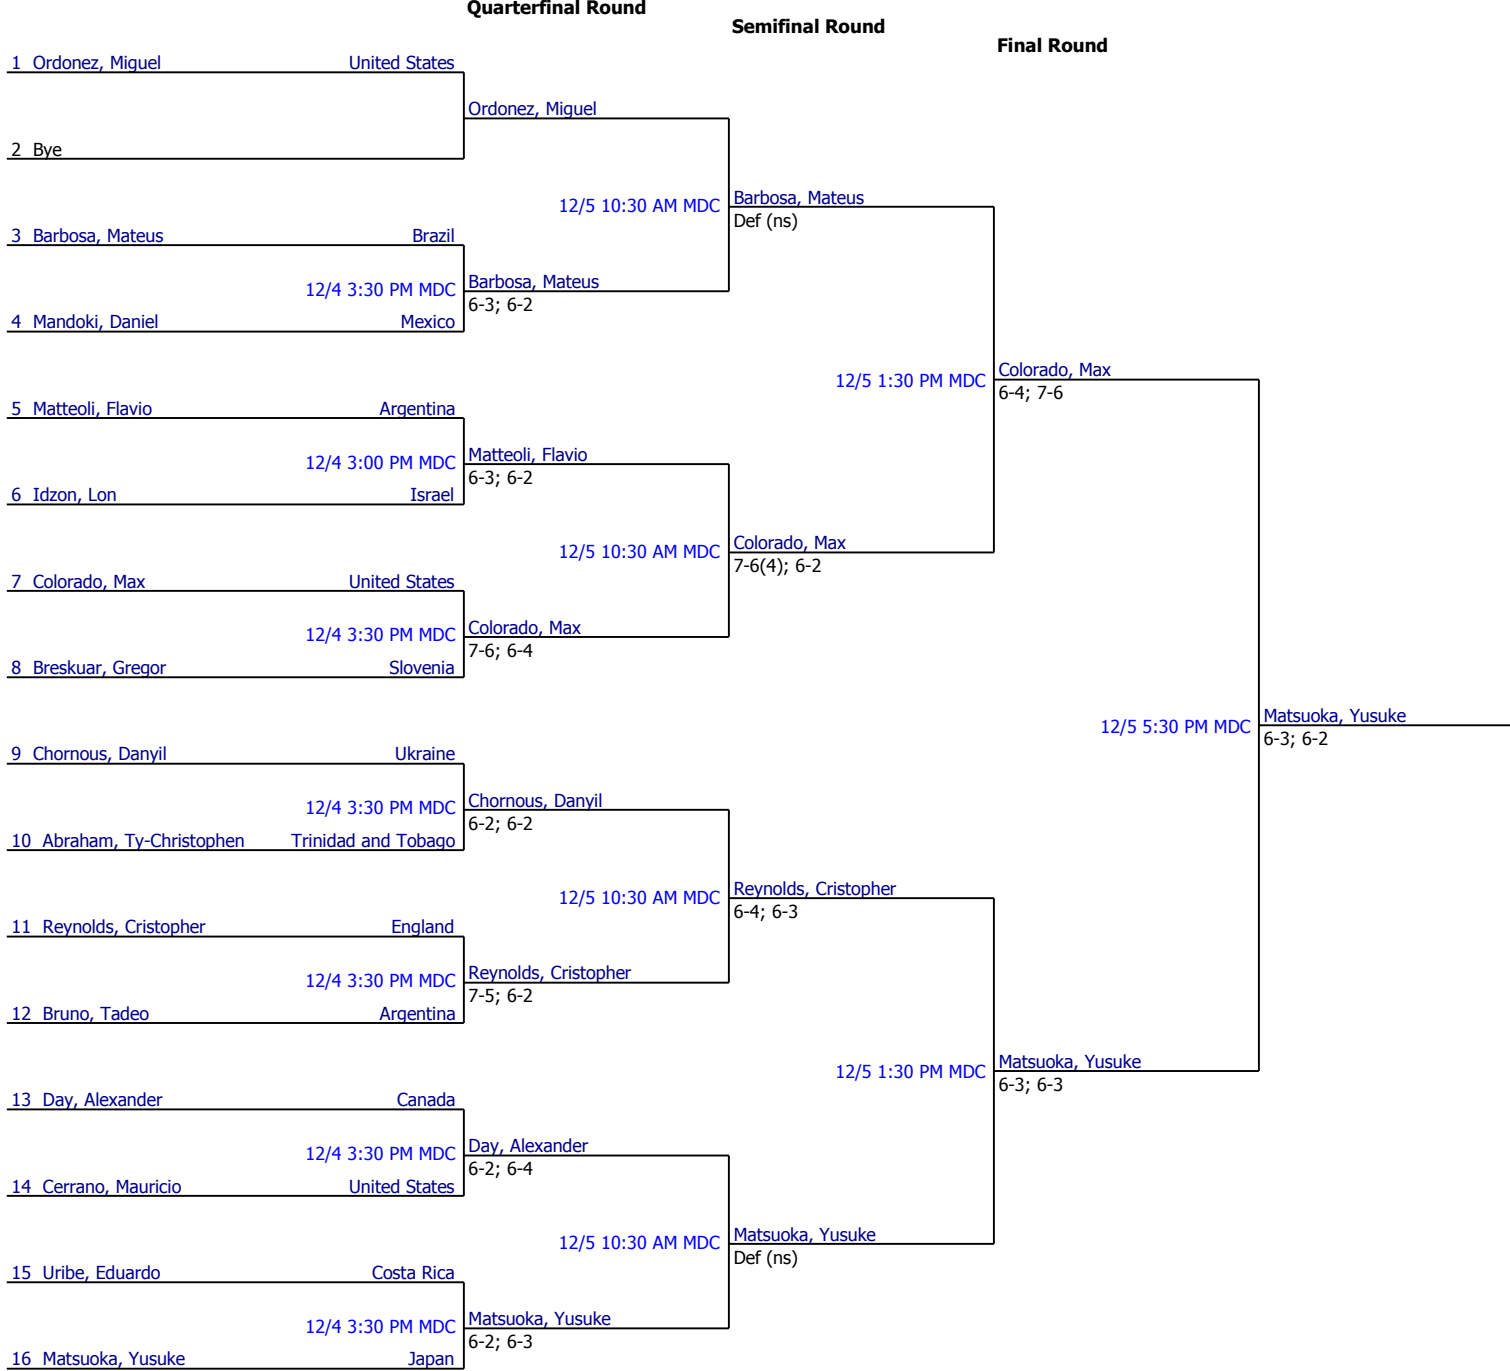 Quarterfinal Round
Semifinal Round
Final Round
1 Ordonez, Miguel United States
Ordonez, Miguel
2 Bye
12/5 10:30 AM MDC Barbosa, Mateus
Def (ns)
3 Barbosa, Mateus Brazil
12/4 3:30 PM MDC Barbosa, Mateus
6-3; 6-2
4 Mandoki, Daniel Mexico
12/5 1:30 PM MDC Colorado, Max
6-4; 7-6
5 Matteoli, Flavio Argentina
12/4 3:00 PM MDC Matteoli, Flavio
6-3; 6-2
6 Idzon, Lon Israel
12/5 10:30 AM MDC Colorado, Max
7-6(4); 6-2
7 Colorado, Max United States
12/4 3:30 PM MDC Colorado, Max
7-6; 6-4
8 Breskuar, Gregor Slovenia
12/5 5:30 PM MDC Matsuoka, Yusuke
6-3; 6-2
9 Chornous, Danyil Ukraine
12/4 3:30 PM MDC Chornous, Danyil
6-2; 6-2
10 Abraham, Ty-Christophen Trinidad and Tobago
12/5 10:30 AM MDC Reynolds, Cristopher
6-4; 6-3
11 Reynolds, Cristopher England
12/4 3:30 PM MDC Reynolds, Cristopher
7-5; 6-2
12 Bruno, Tadeo Argentina
12/5 1:30 PM MDC Matsuoka, Yusuke
6-3; 6-3
13 Day, Alexander Canada
12/4 3:30 PM MDC Day, Alexander
6-2; 6-4
14 Cerrano, Mauricio United States
12/5 10:30 AM MDC Matsuoka, Yusuke
Def (ns)
15 Uribe, Eduardo Costa Rica
12/4 3:30 PM MDC Matsuoka, Yusuke
6-2; 6-3
16 Matsuoka, Yusuke Japan